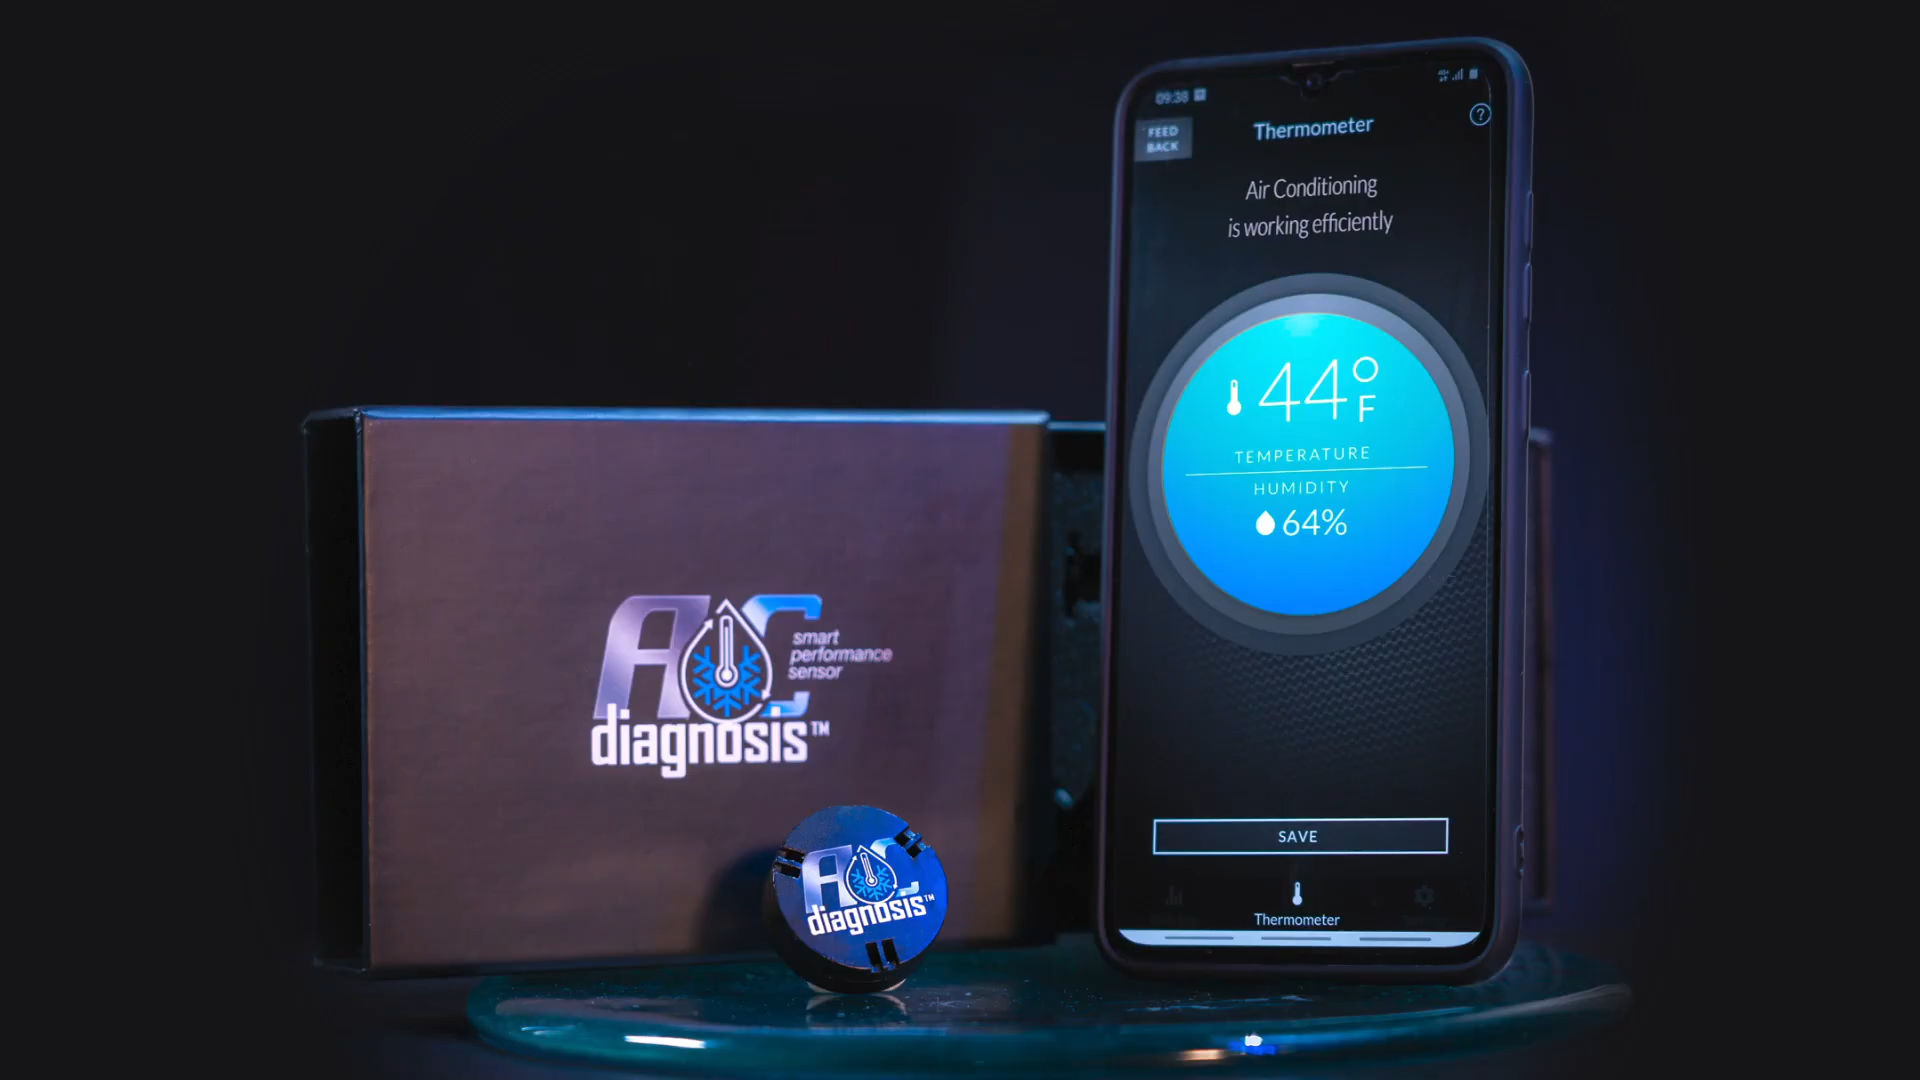 AC
smart
performance
sensor
diagnosis™
AC
diagnosis™
09:38
FEED
BACK
Thermometer
?
Air Conditioning
is working efficiently
44°F
TEMPERATURE
HUMIDITY
64%
SAVE
Thermometer